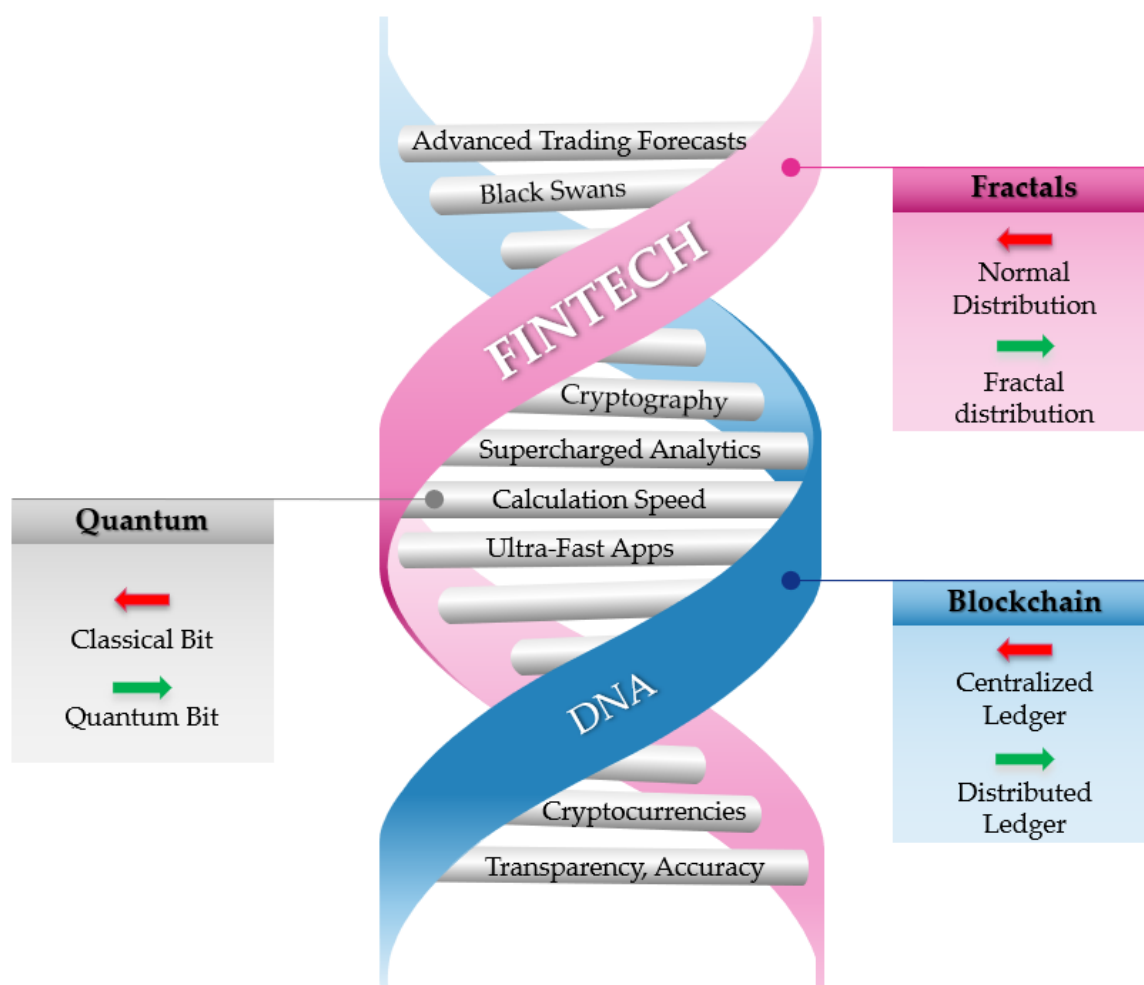 Advanced Trading Forecasts
Black Swans
FINTECH
Cryptography
Supercharged Analytics
Calculation Speed
Ultra-Fast Apps
DNA
Cryptocurrencies
Transparency, Accuracy
Fractals
Normal
Distribution
Fractal
distribution
Quantum
Classical Bit
Quantum Bit
Blockchain
Centralized
Ledger
Distributed
Ledger